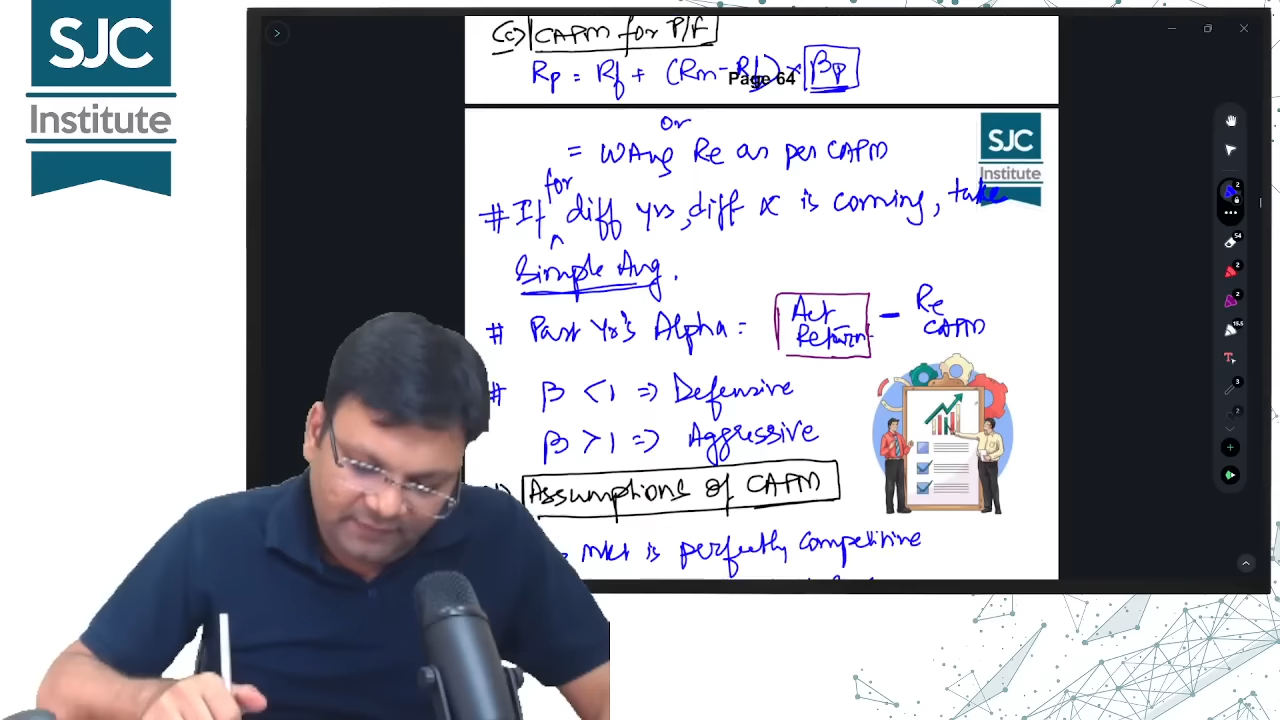 SJC
Institute
(c) CAPM for P/F
Rp = Rf + (Rm - Rf) × βp
Page 64
or
= WAvg Re as per CAPM
SJC
Institute
# If for diff yrs, diff α is coming, take
Simple Avg.
# Past Yr's Alpha = Act Return - Re CAPM
# β < 1 => Defensive
β > 1 => Aggressive
Assumptions of CAPM
Mkt is perfectly competitive